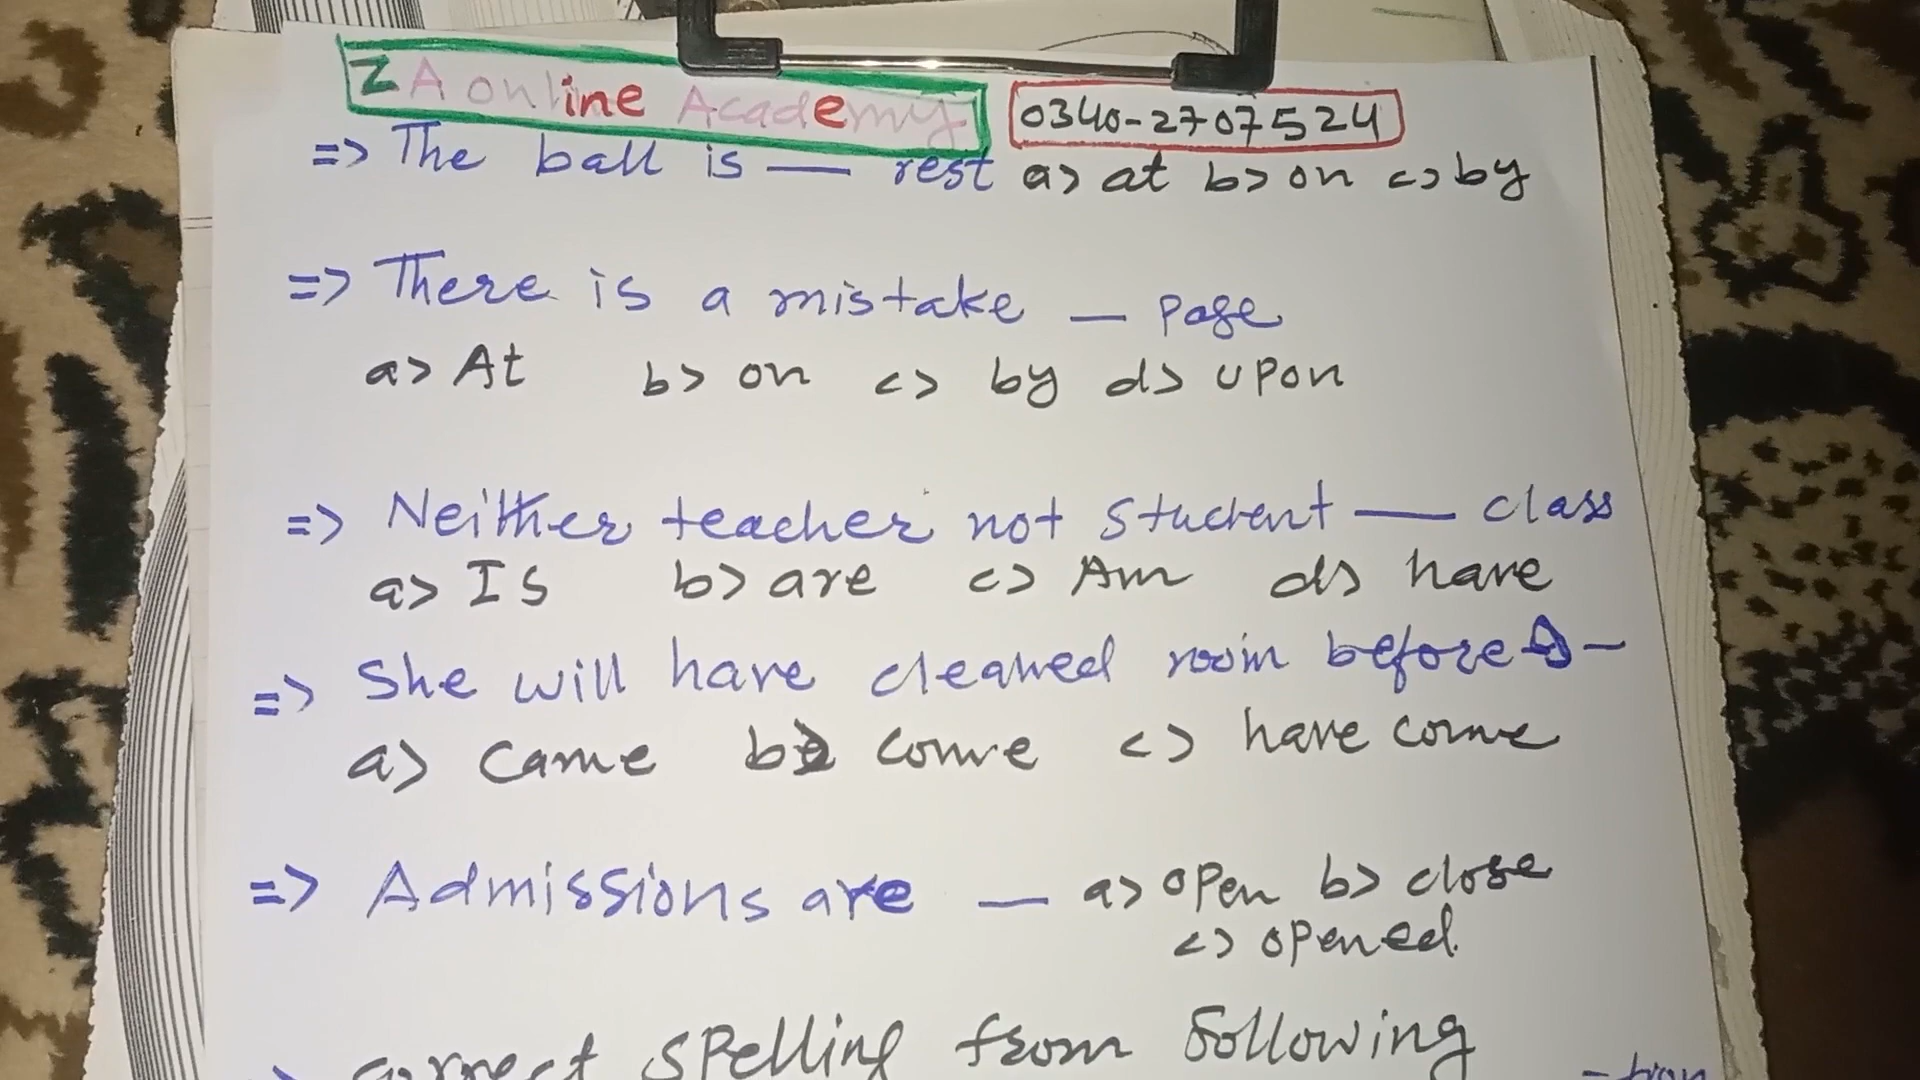 ZA online Academy 0340-2707524
=> The ball is — rest a> at b> on c> by
=> There is a mistake — page
a> At b> on c> by d> upon
=> Neither teacher not student — class
a> Is b> are c> Am d> have
=> She will have cleaned room before —
a> came b> come c> have come
=> Admissions are — a> open b> close
c> opened.
correct spelling from following